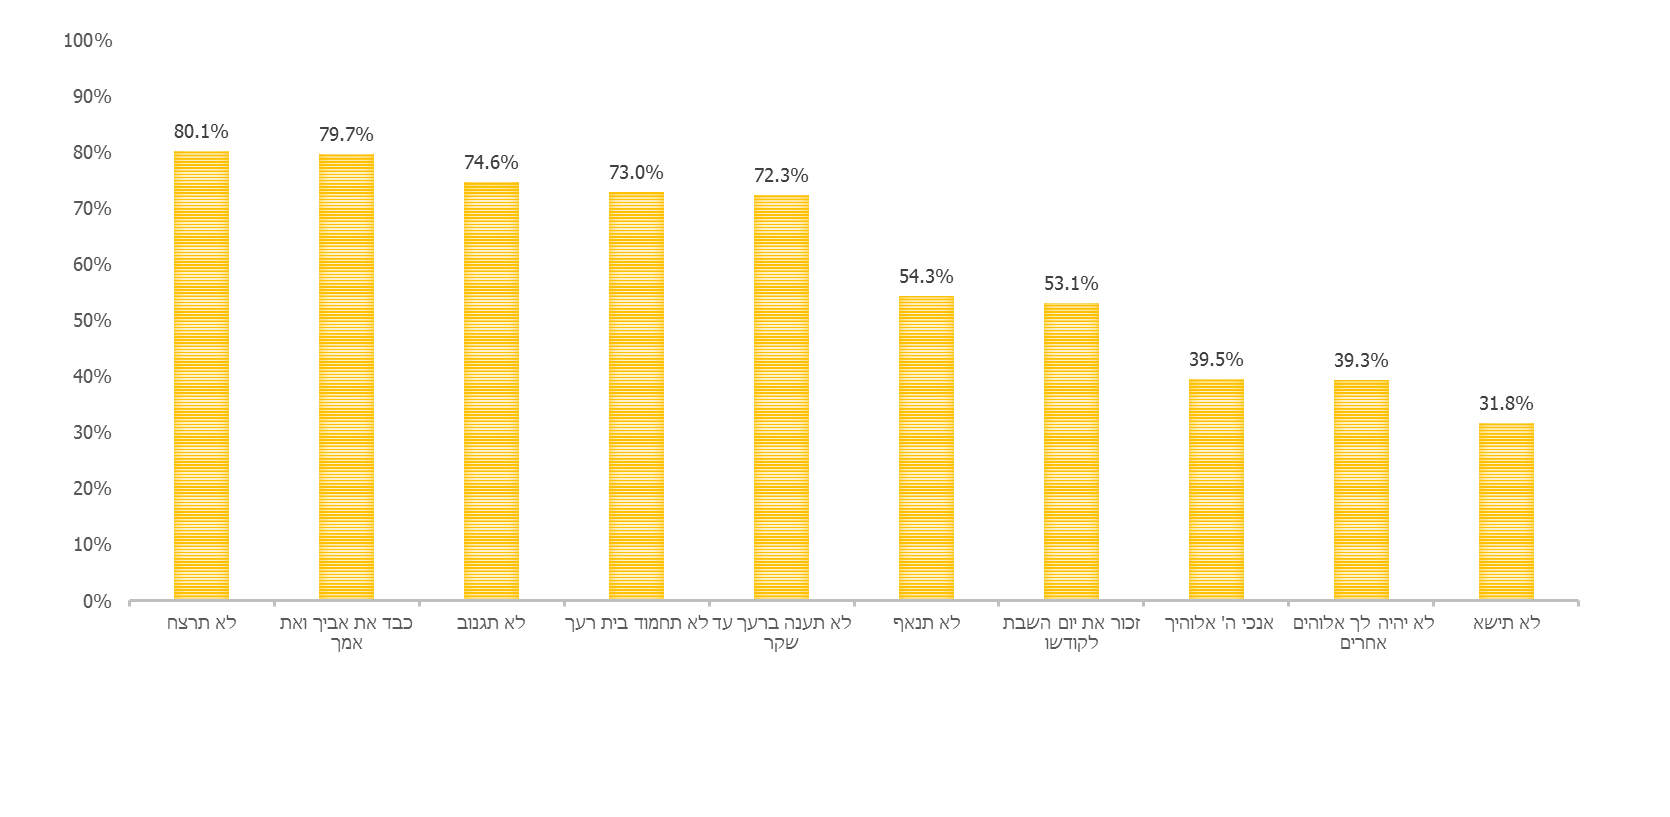 100%
90%
80%
70%
60%
50%
40%
30%
20%
10%
0%
80.1%
79.7%
74.6%
73.0%
72.3%
54.3%
53.1%
39.5%
39.3%
31.8%
לא תרצח
כבד את אביך ואת
אמך
לא תגנוב
לא תחמוד בית רעך
לא תענה ברעך עד
שקר
לא תנאף
זכור את יום השבת
לקודשו
אנכי ה' אלוהיך
לא יהיה לך אלוהים
אחרים
לא תישא